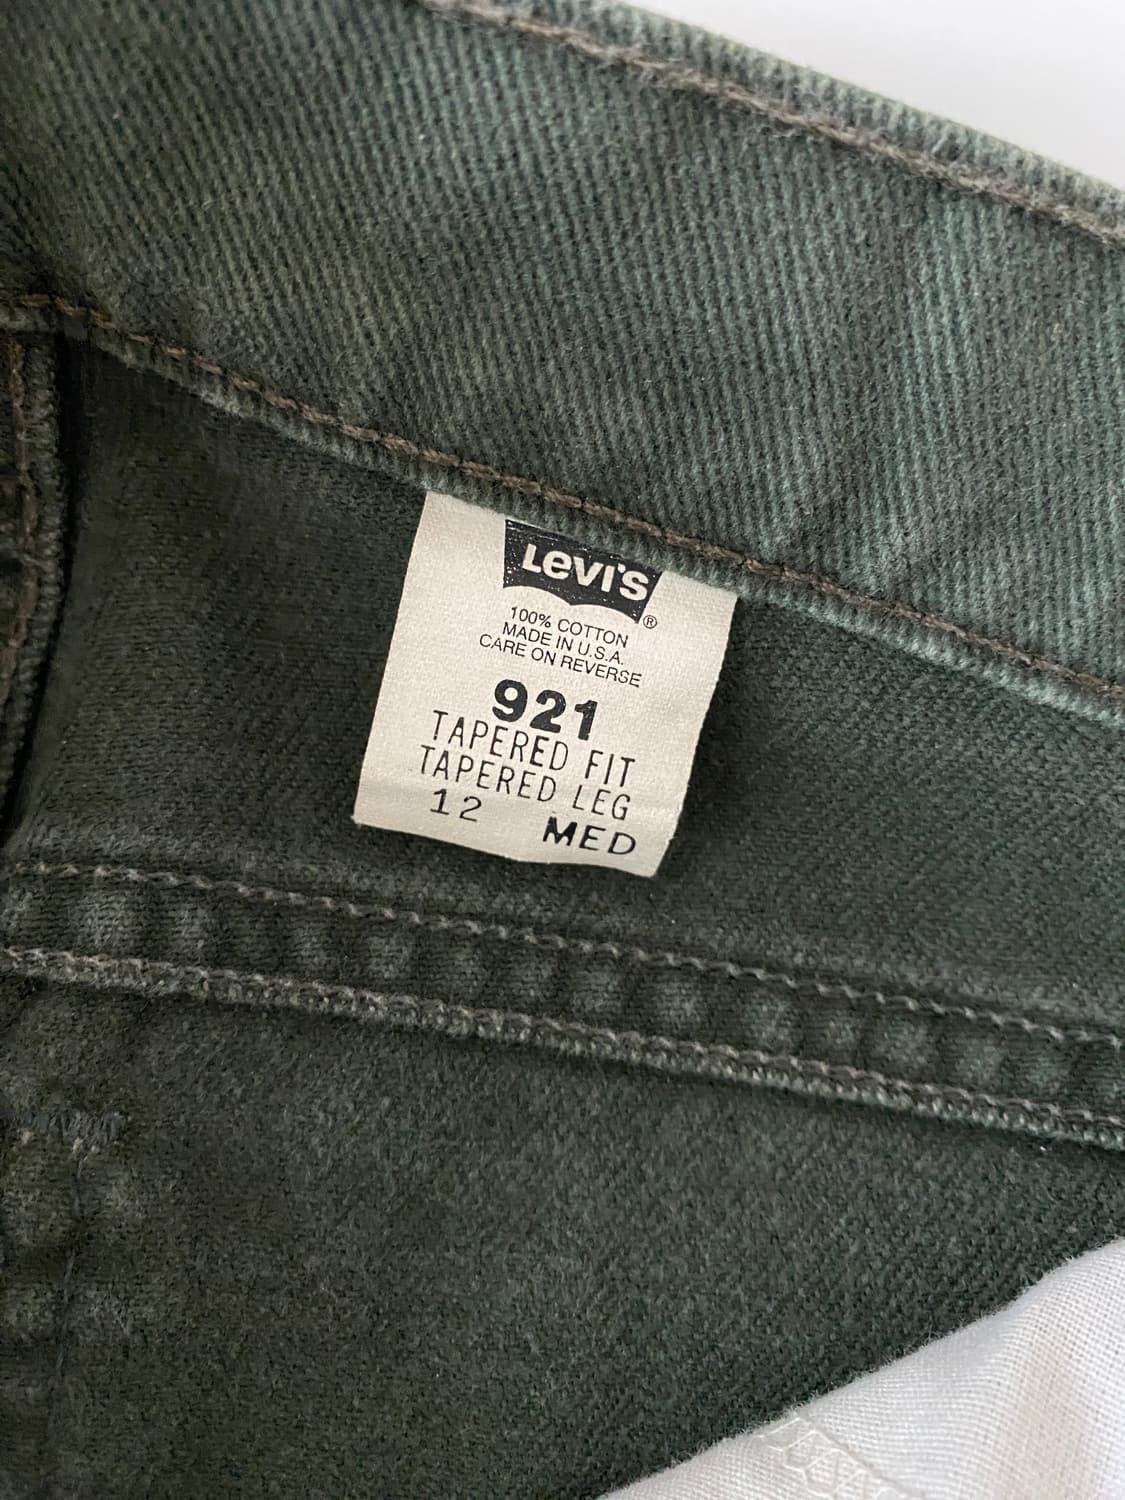 Levi's ®
100% COTTON
MADE IN U.S.A.
CARE ON REVERSE
921
TAPERED FIT
TAPERED LEG
12 MED